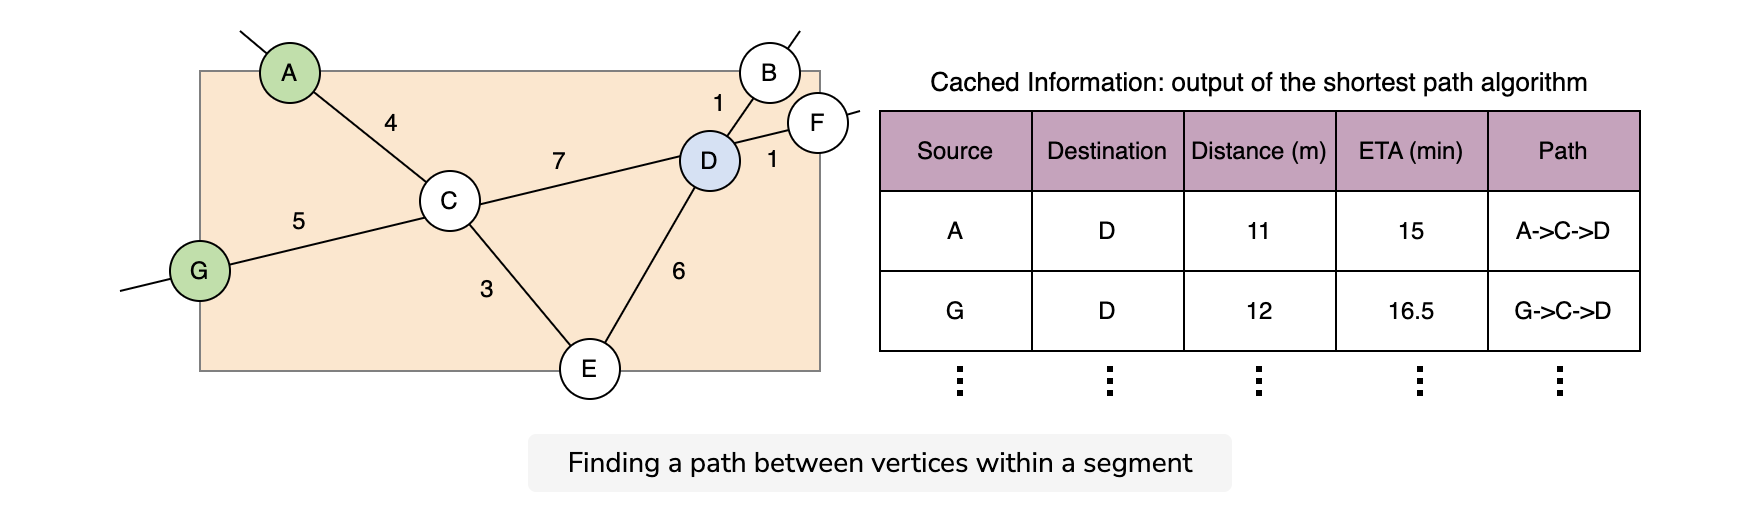 A
B
F
D
C
G
E
4
1
1
7
5
3
6
Cached Information: output of the shortest path algorithm
Source Destination Distance (m) ETA (min) Path
A D 11 15 A->C->D
G D 12 16.5 G->C->D
Finding a path between vertices within a segment